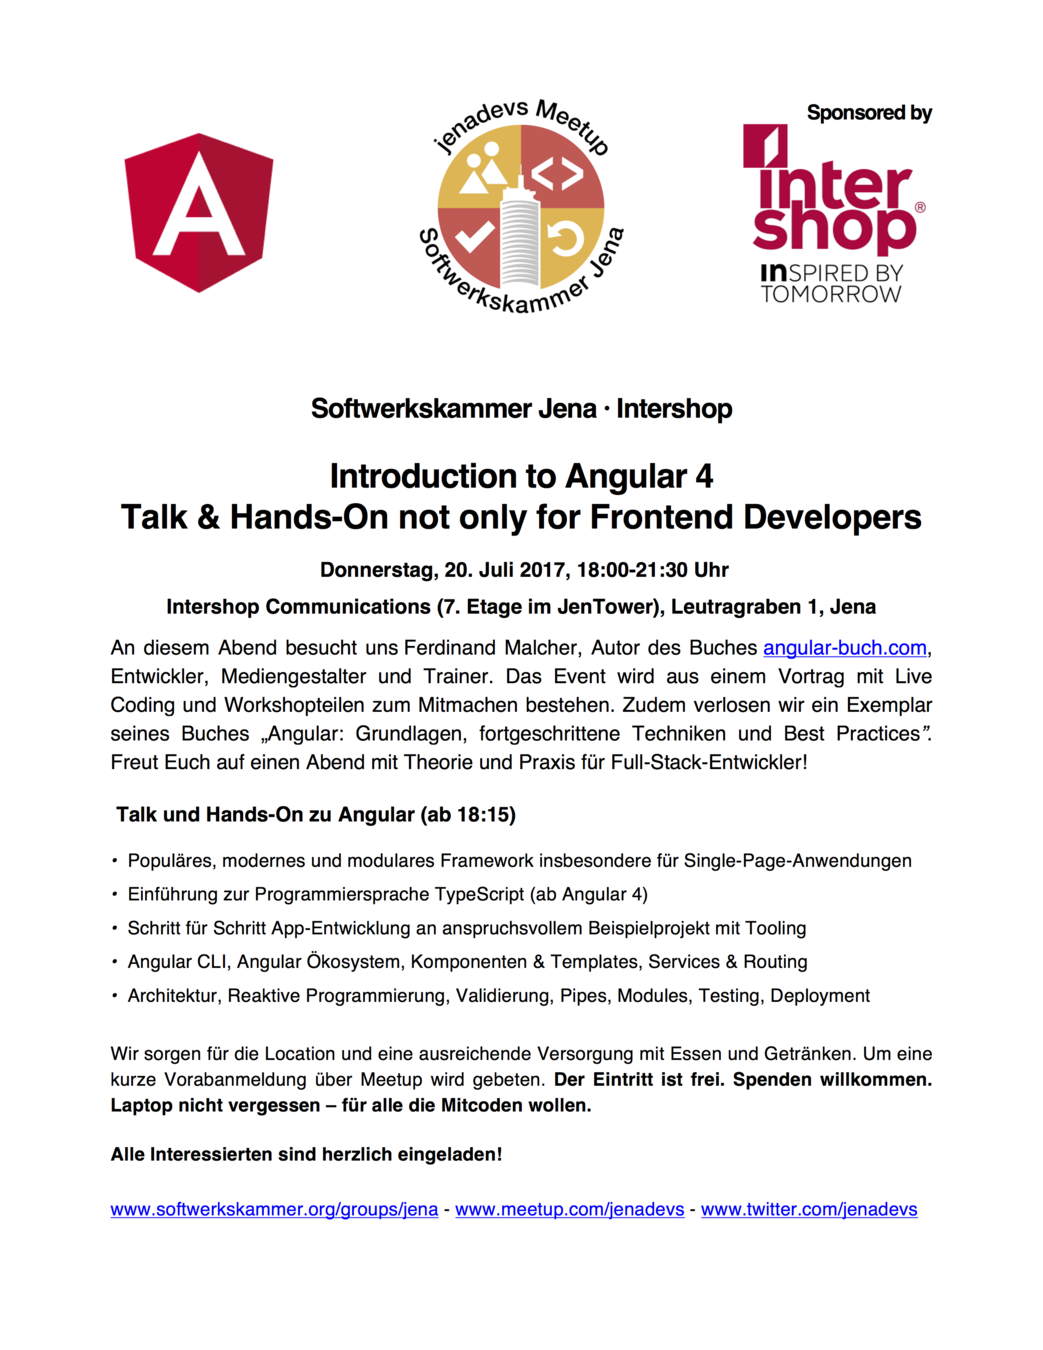 A
jenadevs Meetup
Softwerkskammer Jena
Sponsored by
inter
shop®
INSPIRED BY
TOMORROW
Softwerkskammer Jena · Intershop
Introduction to Angular 4
Talk & Hands-On not only for Frontend Developers
Donnerstag, 20. Juli 2017, 18:00-21:30 Uhr
Intershop Communications (7. Etage im JenTower), Leutragraben 1, Jena
An diesem Abend besucht uns Ferdinand Malcher, Autor des Buches angular-buch.com,
Entwickler, Mediengestalter und Trainer. Das Event wird aus einem Vortrag mit Live
Coding und Workshopteilen zum Mitmachen bestehen. Zudem verlosen wir ein Exemplar
seines Buches „Angular: Grundlagen, fortgeschrittene Techniken und Best Practices”.
Freut Euch auf einen Abend mit Theorie und Praxis für Full-Stack-Entwickler!
Talk und Hands-On zu Angular (ab 18:15)
• Populäres, modernes und modulares Framework insbesondere für Single-Page-Anwendungen
• Einführung zur Programmiersprache TypeScript (ab Angular 4)
• Schritt für Schritt App-Entwicklung an anspruchsvollem Beispielprojekt mit Tooling
• Angular CLI, Angular Ökosystem, Komponenten & Templates, Services & Routing
• Architektur, Reaktive Programmierung, Validierung, Pipes, Modules, Testing, Deployment
Wir sorgen für die Location und eine ausreichende Versorgung mit Essen und Getränken. Um eine
kurze Vorabanmeldung über Meetup wird gebeten. Der Eintritt ist frei. Spenden willkommen.
Laptop nicht vergessen – für alle die Mitcoden wollen.
Alle Interessierten sind herzlich eingeladen!
www.softwerkskammer.org/groups/jena - www.meetup.com/jenadevs - www.twitter.com/jenadevs